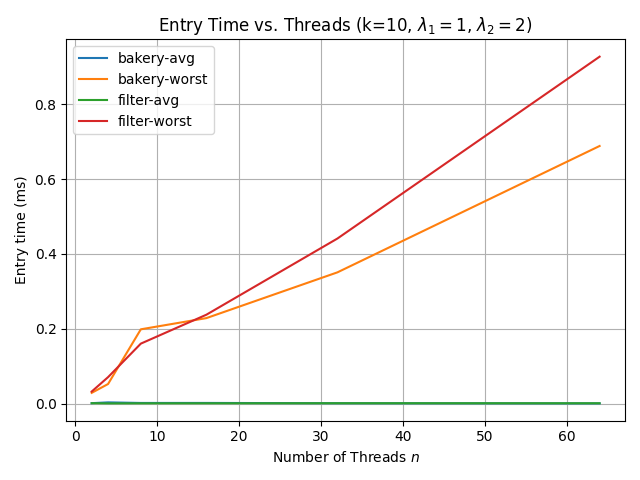 Entry Time vs. Threads (k=10, λ₁ = 1, λ₂ = 2)
bakery-avg
bakery-worst
filter-avg
filter-worst
Entry time (ms)
0.8
0.6
0.4
0.2
0.0
0 10 20 30 40 50 60
Number of Threads n